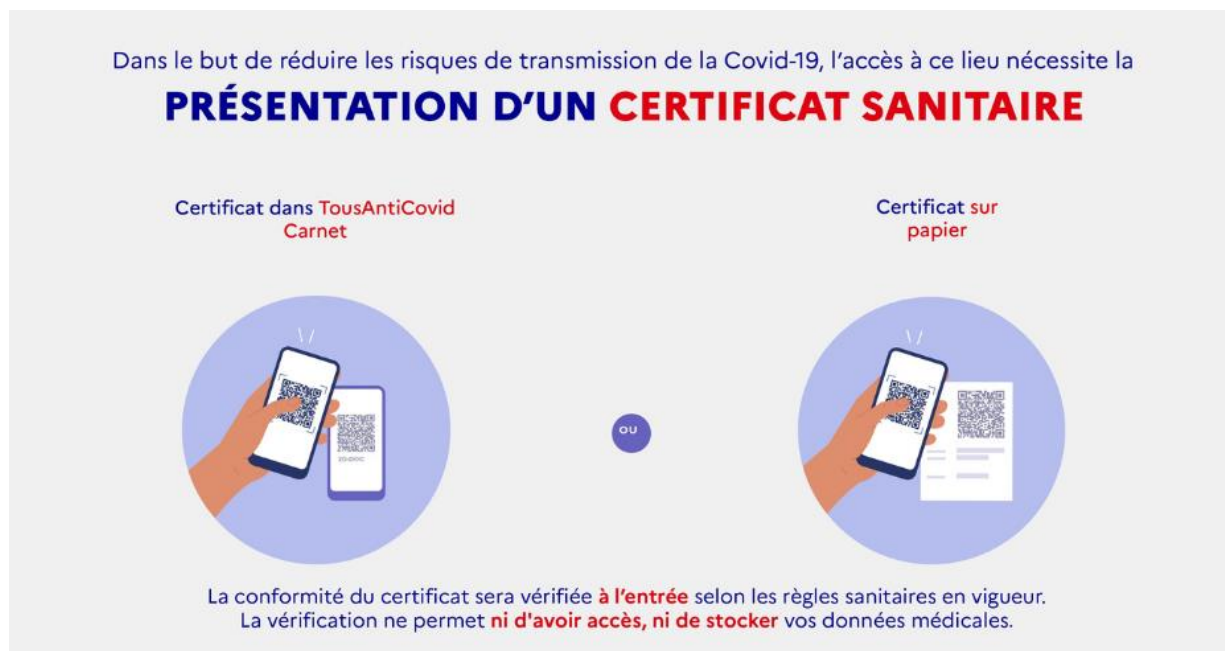 Dans le but de réduire les risques de transmission de la Covid-19, l'accès à ce lieu nécessite la
PRÉSENTATION D'UN CERTIFICAT SANITAIRE
Certificat dans TousAntiCovid
Carnet
Certificat sur
papier
OU
La conformité du certificat sera vérifiée à l'entrée selon les règles sanitaires en vigueur.
La vérification ne permet ni d'avoir accès, ni de stocker vos données médicales.